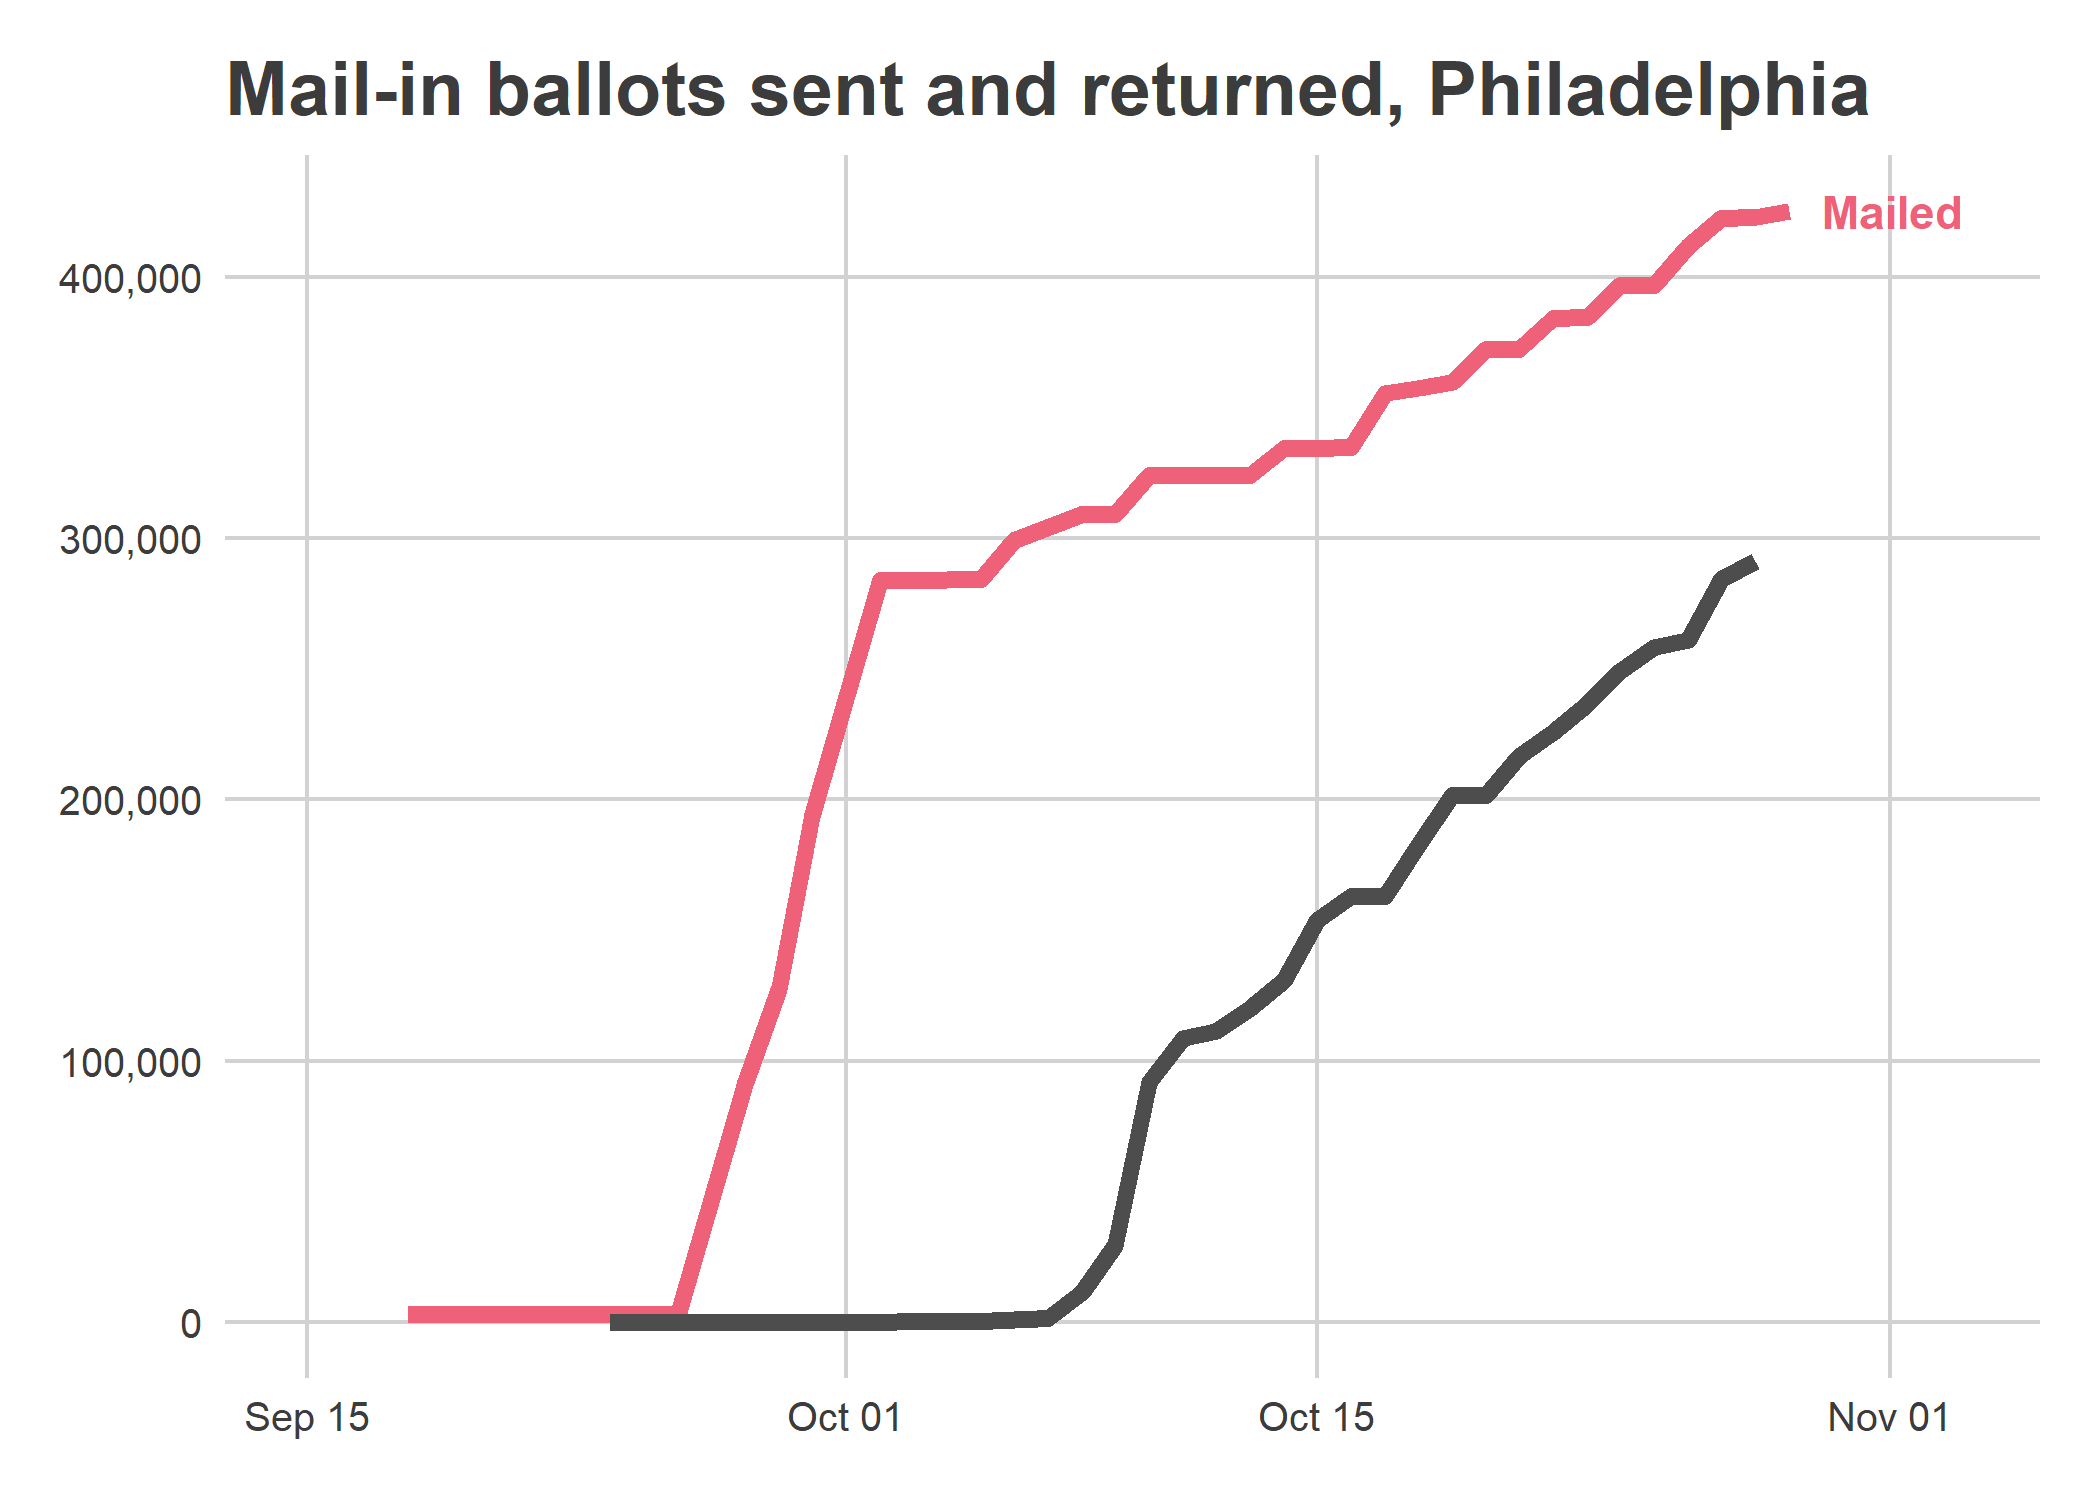 Mail-in ballots sent and returned, Philadelphia
Mailed
400,000
300,000
200,000
100,000
0
Sep 15
Oct 01
Oct 15
Nov 01